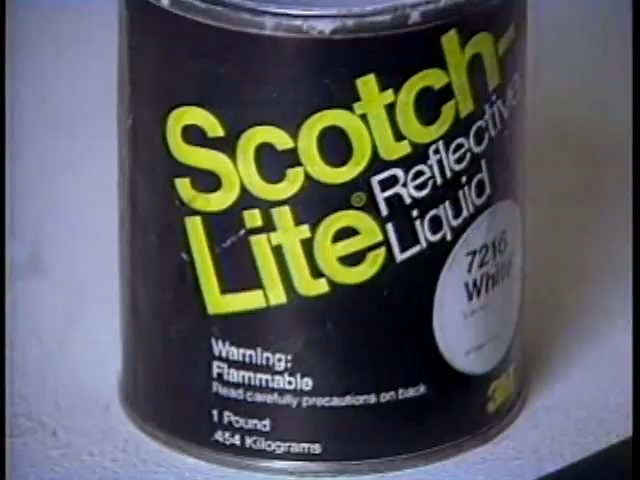 Scotch-
Lite®
Reflective
Liquid
7216
White
Warning:
Flammable
Read carefully precautions on back
1 Pound
.454 Kilograms
3M